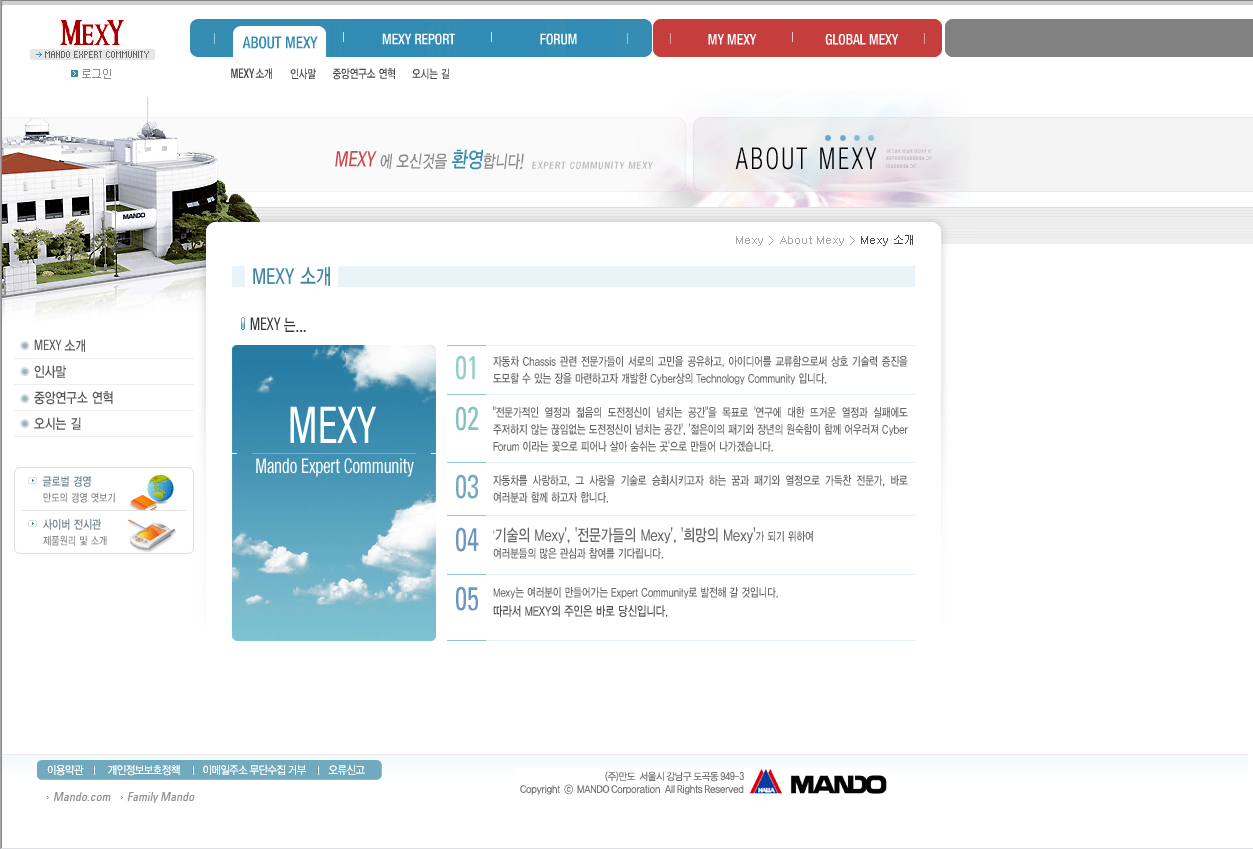 MEXY
MANDO EXPERT COMMUNITY
로그인
ABOUT MEXY
MEXY REPORT
FORUM
MY MEXY
GLOBAL MEXY
MEXY 소개 인사말 중앙연구소 연혁 오시는 길
MEXY 에 오신것을 환영합니다! EXPERT COMMUNITY MEXY
ABOUT MEXY
MANDO
Mexy > About Mexy > Mexy 소개
MEXY 소개
MEXY 소개
인사말
중앙연구소 연혁
오시는 길
글로벌 경영
만도의 경영 엿보기
사이버 전시관
제품원리 및 소개
MEXY 는...
MEXY
Mando Expert Community
01
자동차 Chassis 관련 전문가들이 서로의 고민을 공유하고, 아이디어를 교류함으로써 상호 기술력 증진을
도모할 수 있는 장을 마련하고자 개발한 Cyber상의 Technology Community 입니다.
02
"전문가적인 열정과 젊음의 도전정신이 넘치는 공간"을 목표로 '연구에 대한 뜨거운 열정과 실패에도
주저하지 않는 끊임없는 도전정신이 넘치는 공간', '젊은이의 패기와 장년의 원숙함이 함께 어우러져 Cyber
Forum 이라는 꽃으로 피어나 살아 숨쉬는 곳'으로 만들어 나가겠습니다.
03
자동차를 사랑하고, 그 사랑을 기술로 승화시키고자 하는 꿈과 패기와 열정으로 가득찬 전문가, 바로
여러분과 함께 하고자 합니다.
04
'기술의 Mexy', '전문가들의 Mexy', '희망의 Mexy'가 되기 위하여
여러분들의 많은 관심과 참여를 기다립니다.
05
Mexy는 여러분이 만들어가는 Expert Community로 발전해 갈 것입니다.
따라서 MEXY의 주인은 바로 당신입니다.
이용약관 | 개인정보보호정책 | 이메일주소 무단수집 거부 | 오류신고
Mando.com Family Mando
(주)만도 서울시 강남구 도곡동 949-3
Copyright ⓒ MANDO Corporation All Rights Reserved
HALLA
MANDO